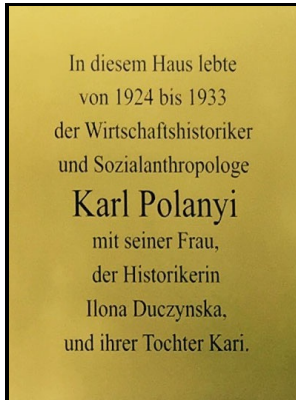 In diesem Haus lebte
von 1924 bis 1933
der Wirtschaftshistoriker
und Sozialanthropologe
Karl Polanyi
mit seiner Frau,
der Historikerin
Ilona Duczynska,
und ihrer Tochter Kari.